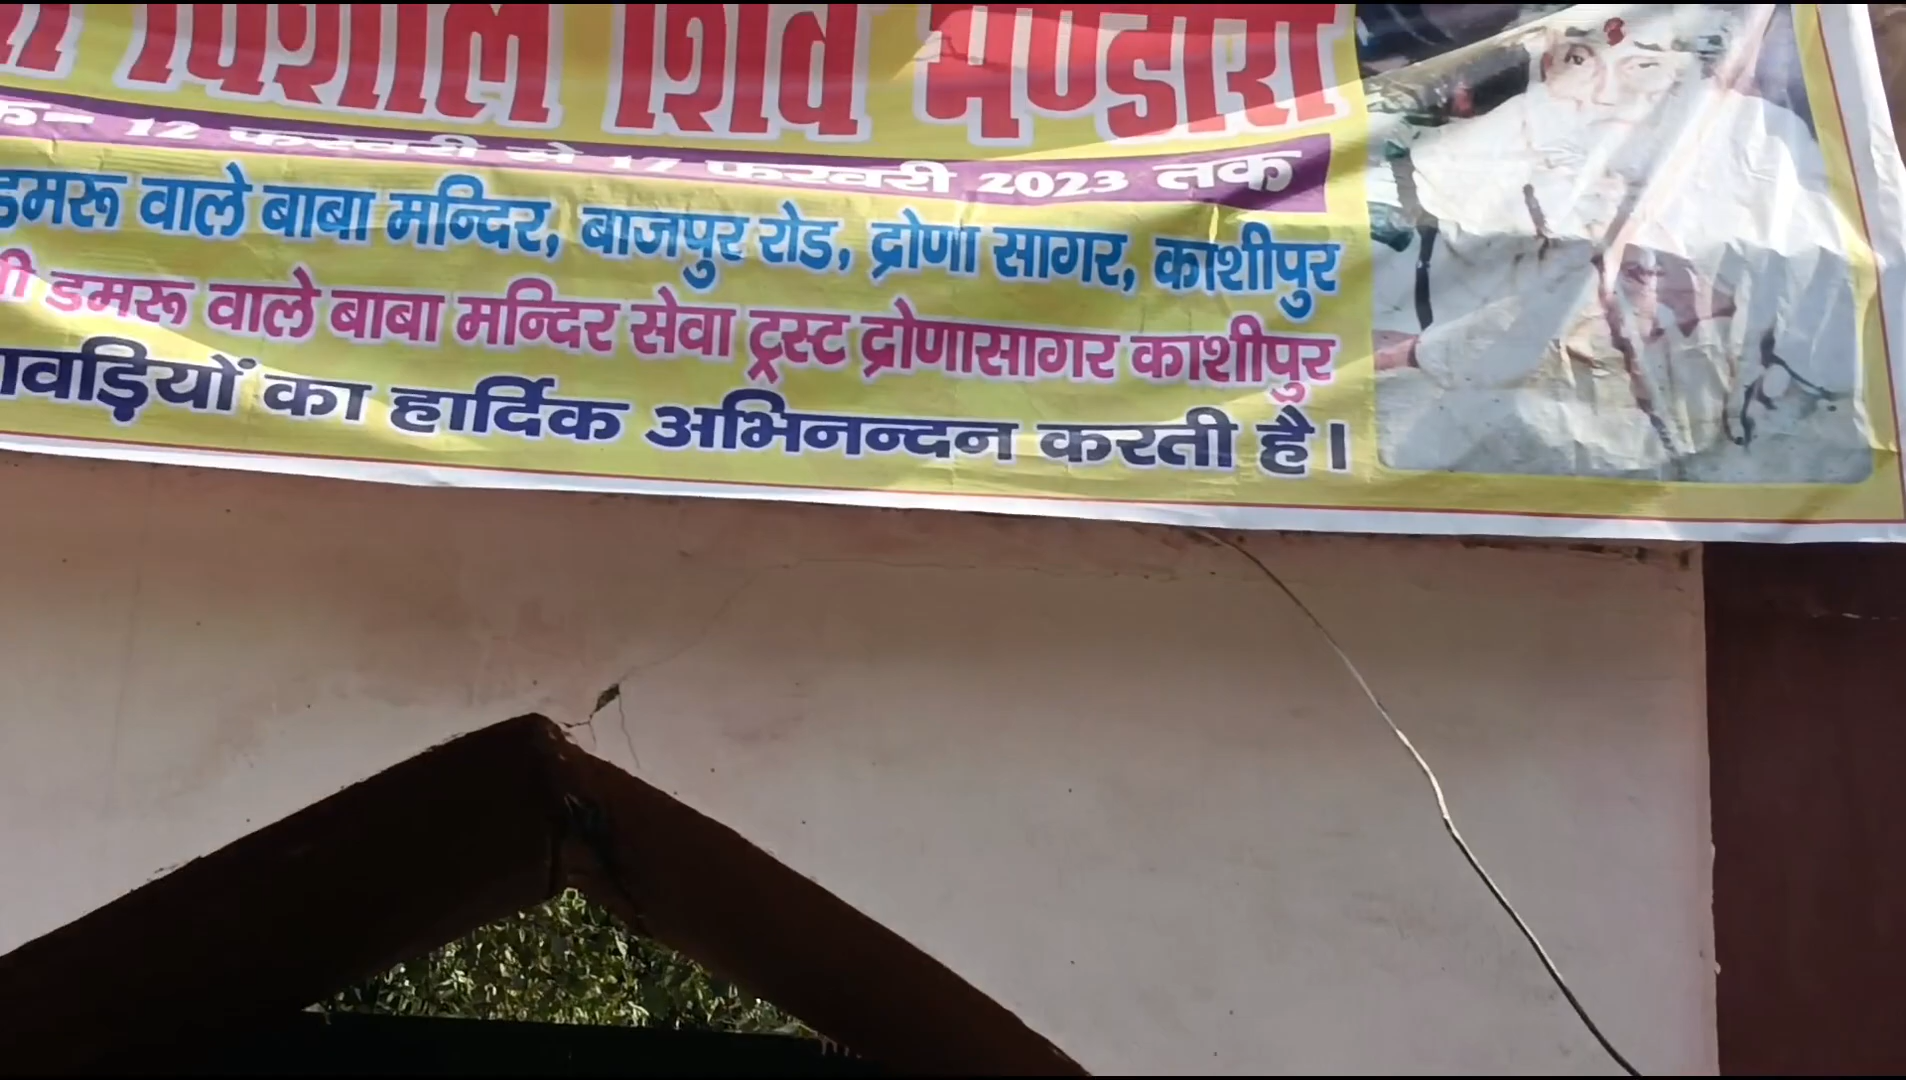 विशाल शिव भण्डारा
12 फरवरी से 17 फरवरी 2023 तक
डमरू वाले बाबा मन्दिर, बाजपुर रोड, द्रोणा सागर, काशीपुर
डमरू वाले बाबा मन्दिर सेवा ट्रस्ट द्रोणासागर काशीपुर
ावड़ियों का हार्दिक अभिनन्दन करती है।